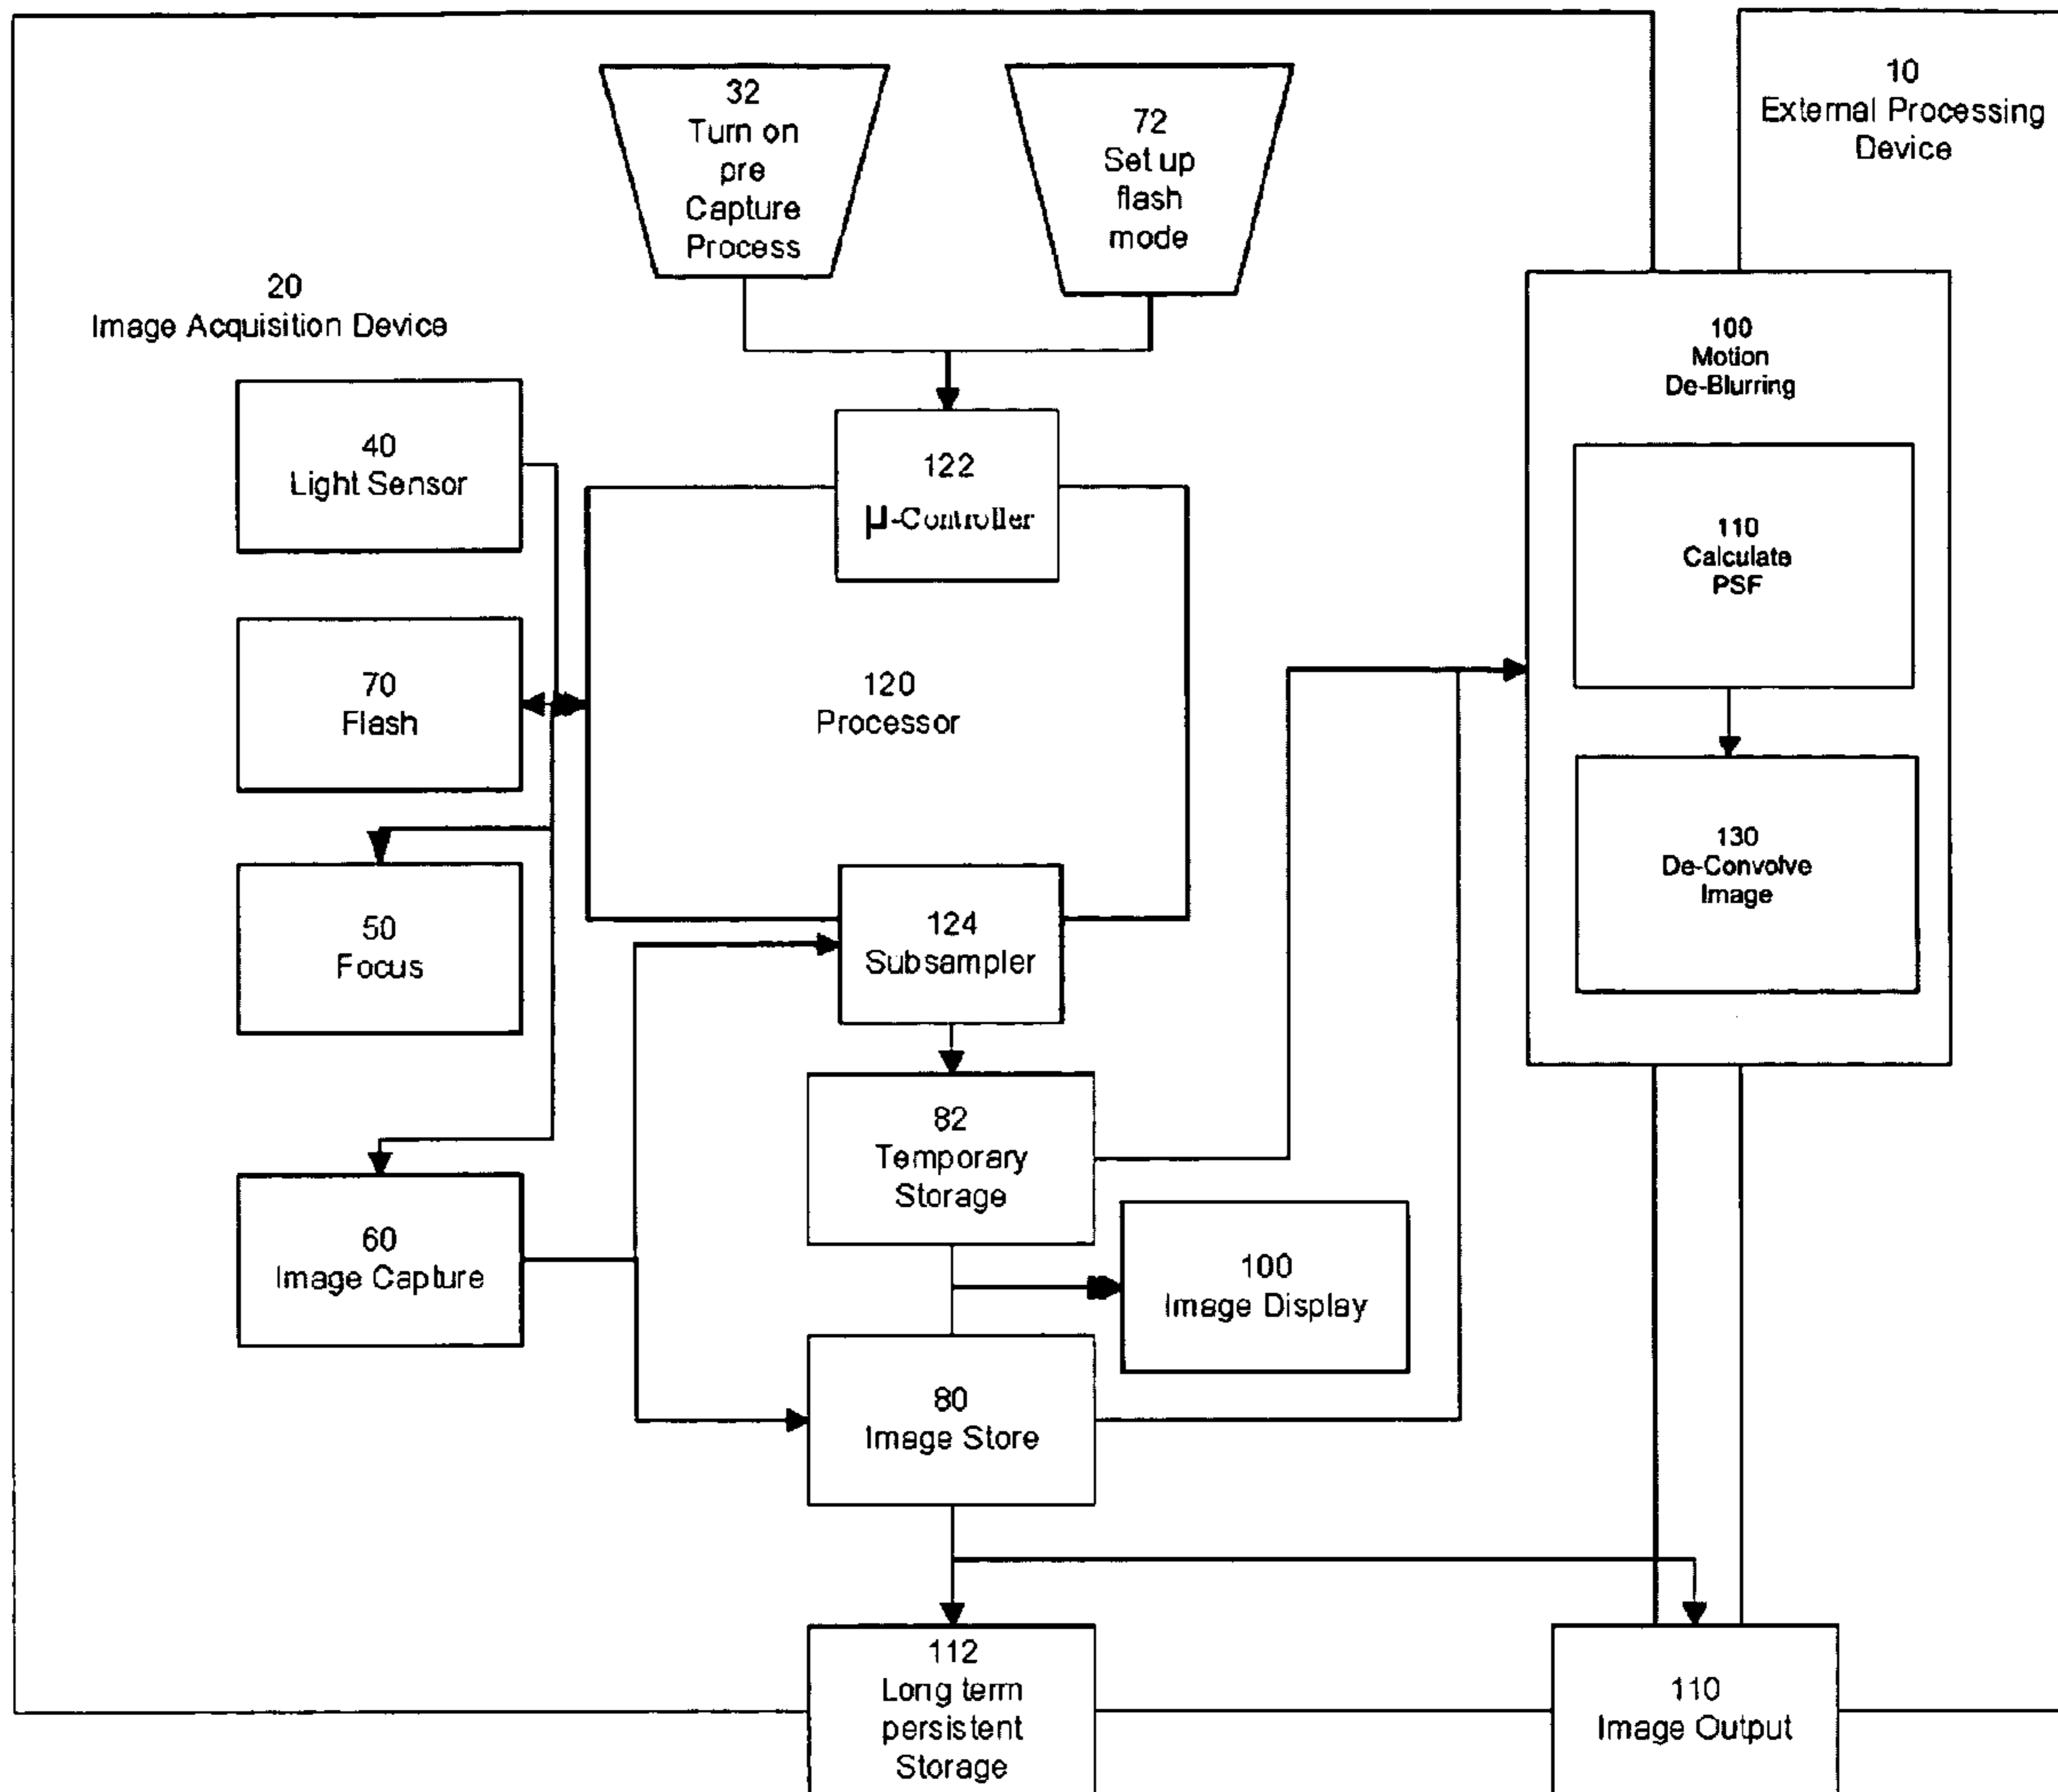 10
External Processing
Device
32
Turn on
pre
Capture
Process
72
Set up
flash
mode
20
Image Acquisition Device
100
Motion
De-Blurring
40
Light Sensor
122
µ-Controller
110
Calculate
PSF
70
Flash
120
Processor
130
De-Convolve
Image
50
Focus
124
Subsampler
82
Temporary
Storage
60
Image Capture
100
Image Display
80
Image Store
112
Long term
persistent
Storage
110
Image Output